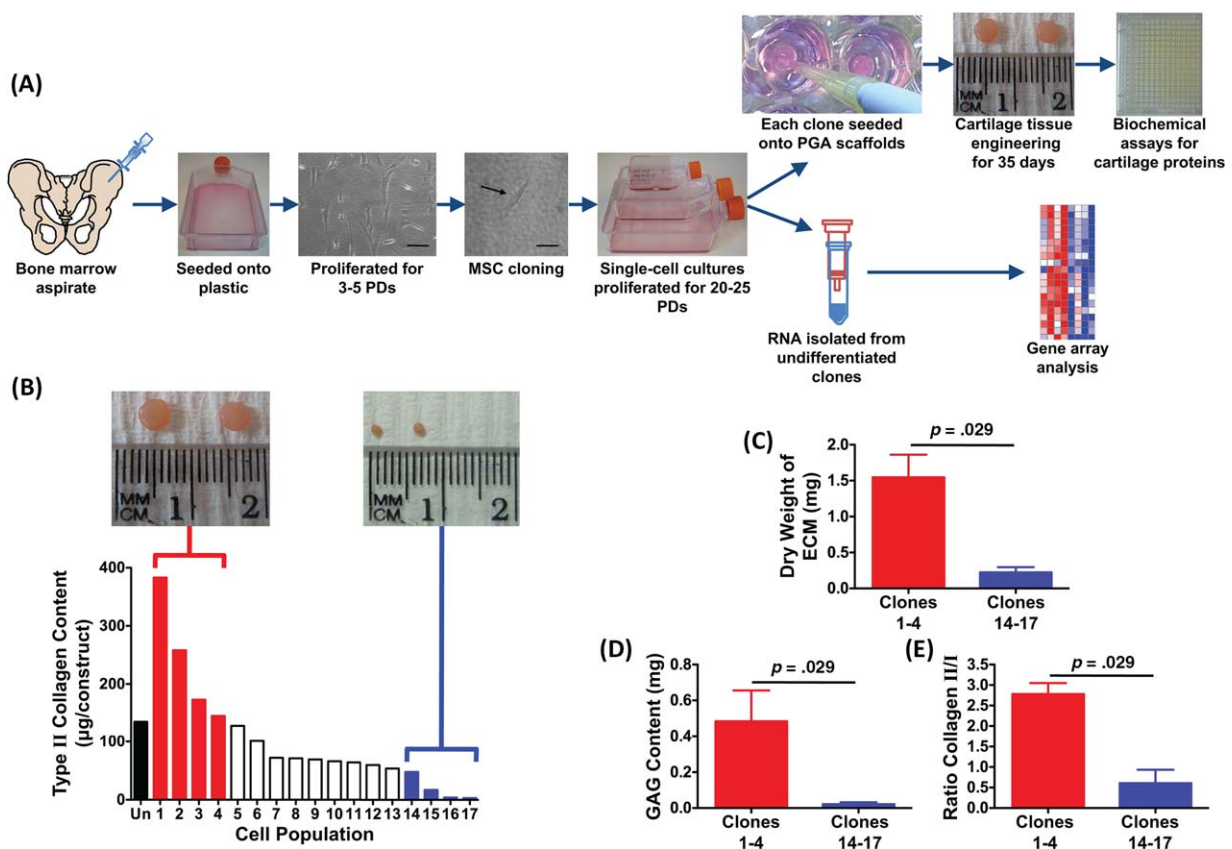 (A)
Bone marrow
aspirate
Seeded onto
plastic
Proliferated for
3-5 PDs
MSC cloning
Single-cell cultures
proliferated for 20-25
PDs
Each clone seeded
onto PGA scaffolds
MM
CM
1
2
Cartilage tissue
engineering
for 35 days
Biochemical
assays for
cartilage proteins
RNA isolated from
undifferentiated
clones
Gene array
analysis
(B)
MM
CM
1
2
MM
CM
1
2
Type II Collagen Content
(µg/construct)
400
300
200
100
0
Un 1 2 3 4 5 6 7 8 9 10 11 12 13 14 15 16 17
Cell Population
(C)
p = .029
Dry Weight of
ECM (mg)
2.0
1.5
1.0
0.5
0.0
Clones
1-4
Clones
14-17
(D)
p = .029
GAG Content (mg)
0.8
0.6
0.4
0.2
0.0
Clones
1-4
Clones
14-17
(E)
p = .029
Ratio Collagen II/I
3.5
3.0
2.5
2.0
1.5
1.0
0.5
0.0
Clones
1-4
Clones
14-17